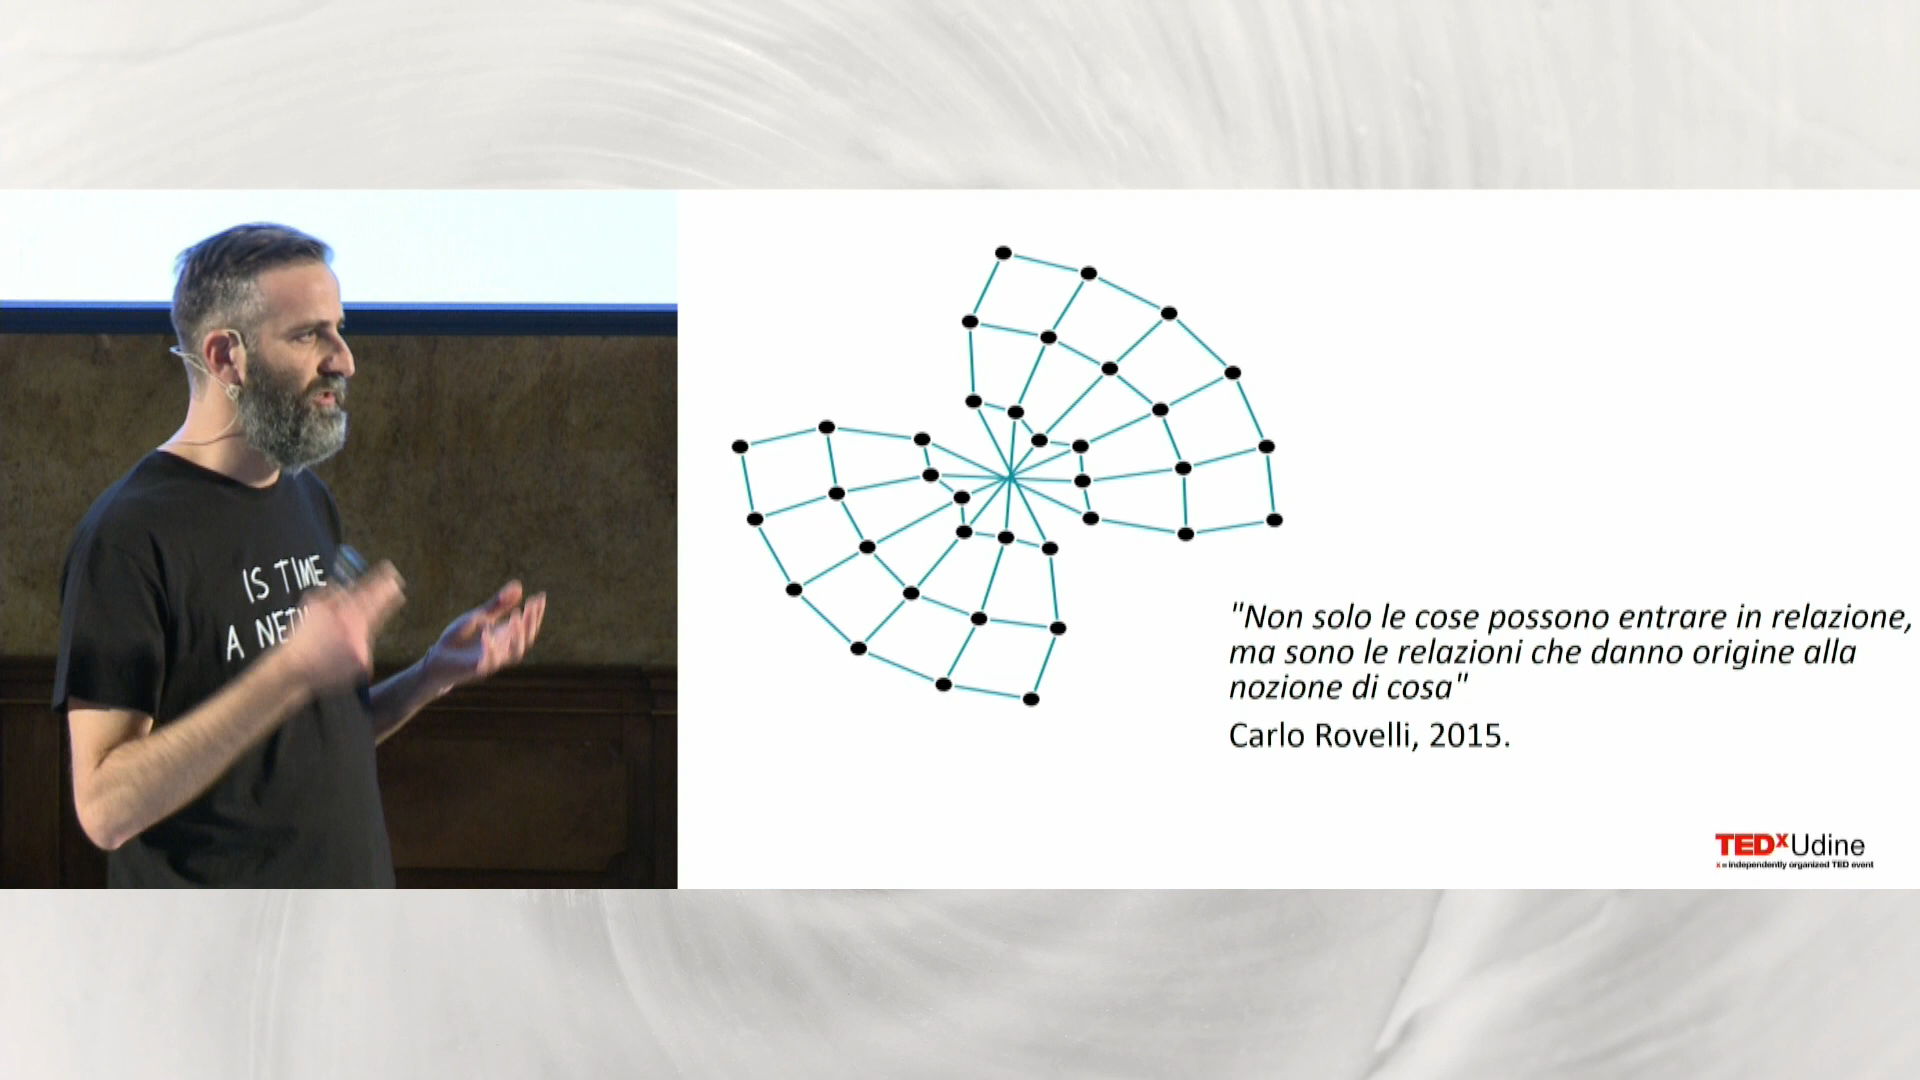 IS TIME
A
"Non solo le cose possono entrare in relazione,
ma sono le relazioni che danno origine alla
nozione di cosa"
Carlo Rovelli, 2015.
TEDxUdine
x = independently organized TED event